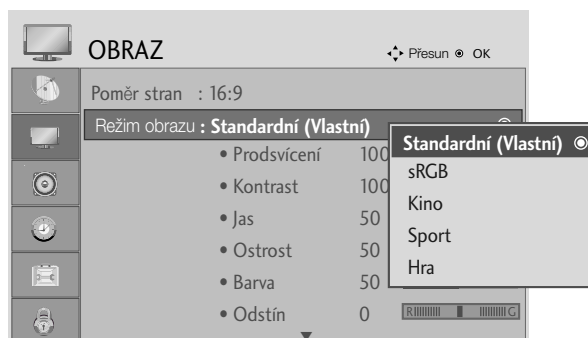 OBRAZ
Přesun OK
Poměr stran : 16:9
Režim obrazu : Standardní (Vlastní)
• Prodsvícení 100
• Kontrast 100
• Jas 50
• Ostrost 50
• Barva 50
• Odstín 0 R G
Standardní (Vlastní)
sRGB
Kino
Sport
Hra